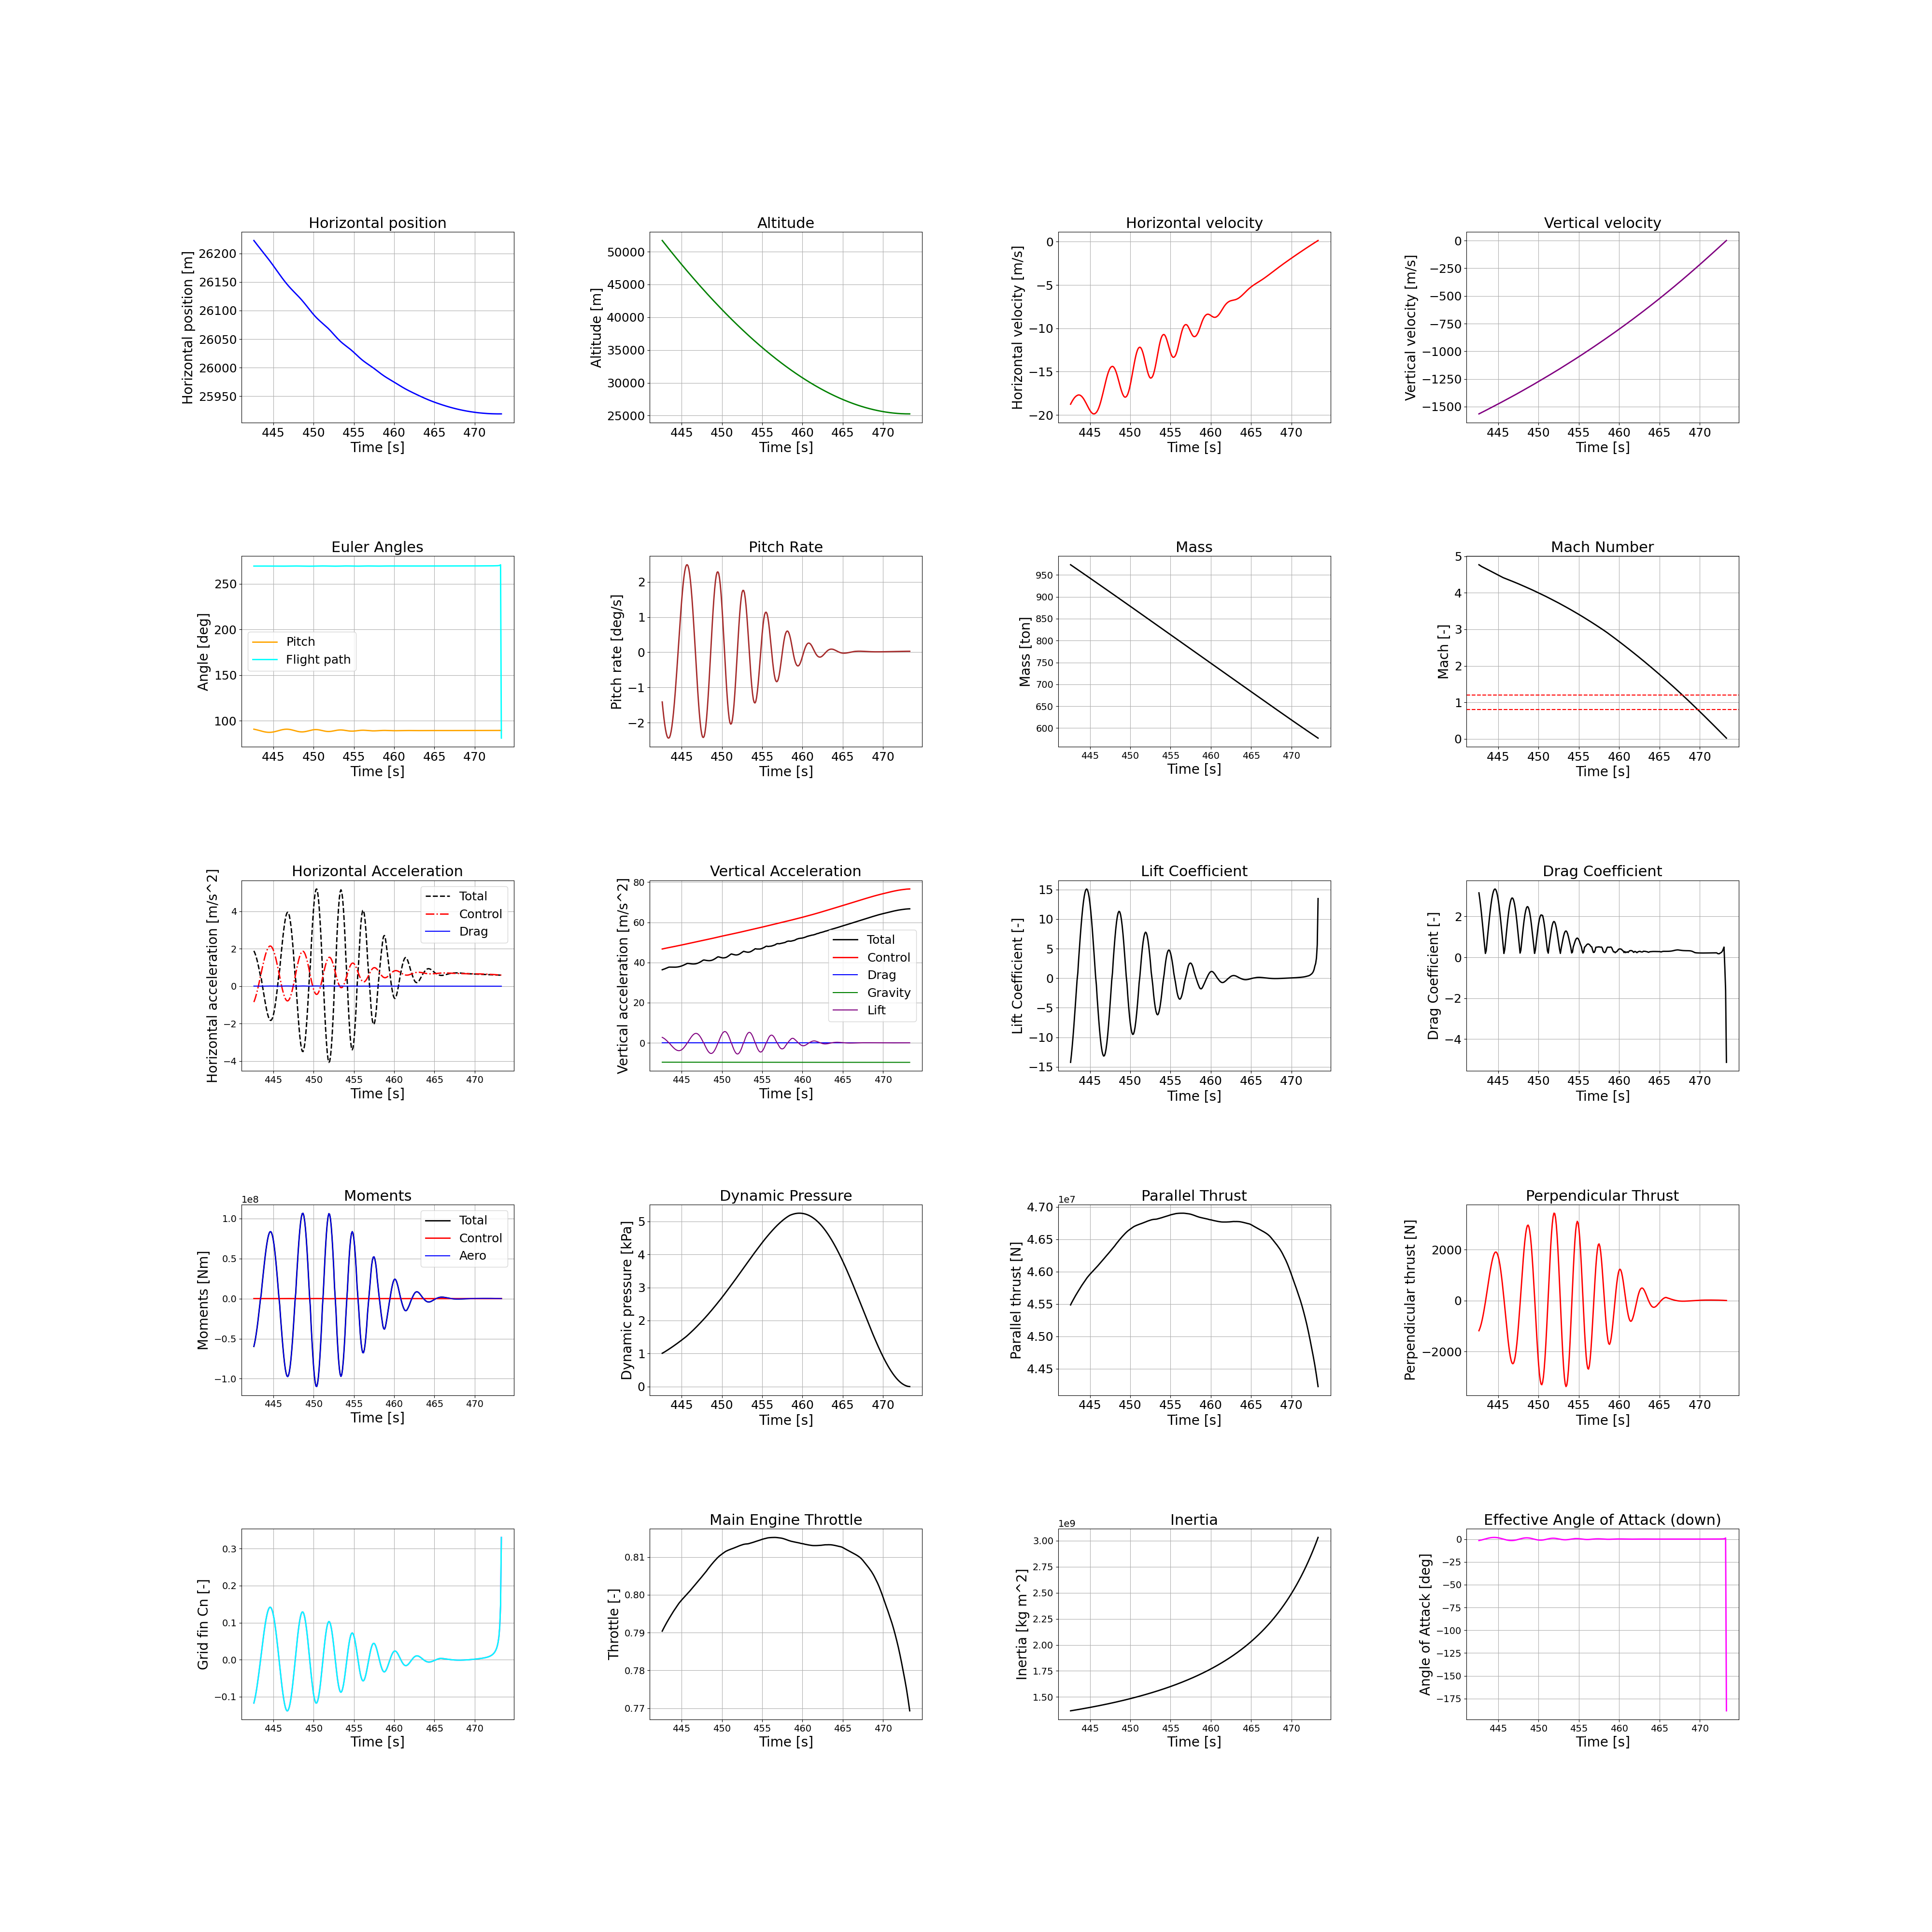 Horizontal position
Horizontal position [m]
26200
26150
26100
26050
26000
25950
445 450 455 460 465 470
Time [s]
Altitude
Altitude [m]
50000
45000
40000
35000
30000
25000
445 450 455 460 465 470
Time [s]
Horizontal velocity
Horizontal velocity [m/s]
0
−5
−10
−15
−20
445 450 455 460 465 470
Time [s]
Vertical velocity
Vertical velocity [m/s]
0
−250
−500
−750
−1000
−1250
−1500
445 450 455 460 465 470
Time [s]
Euler Angles
Angle [deg]
250
200
150
100
Pitch
Flight path
445 450 455 460 465 470
Time [s]
Pitch Rate
Pitch rate [deg/s]
2
1
0
−1
−2
445 450 455 460 465 470
Time [s]
Mass
Mass [ton]
950
900
850
800
750
700
650
600
445 450 455 460 465 470
Time [s]
Mach Number
Mach [-]
5
4
3
2
1
0
445 450 455 460 465 470
Time [s]
Horizontal Acceleration
Horizontal acceleration [m/s^2]
4
2
0
−2
−4
Total
Control
Drag
445 450 455 460 465 470
Time [s]
Vertical Acceleration
Vertical acceleration [m/s^2]
80
60
40
20
0
Total
Control
Drag
Gravity
Lift
445 450 455 460 465 470
Time [s]
Lift Coefficient
Lift Coefficient [-]
15
10
5
0
−5
−10
−15
445 450 455 460 465 470
Time [s]
Drag Coefficient
Drag Coefficient [-]
2
0
−2
−4
445 450 455 460 465 470
Time [s]
Moments
1e8
Moments [Nm]
1.0
0.5
0.0
−0.5
−1.0
Total
Control
Aero
445 450 455 460 465 470
Time [s]
Dynamic Pressure
Dynamic pressure [kPa]
5
4
3
2
1
0
445 450 455 460 465 470
Time [s]
Parallel Thrust
1e7
Parallel thrust [N]
4.70
4.65
4.60
4.55
4.50
4.45
445 450 455 460 465 470
Time [s]
Perpendicular Thrust
Perpendicular thrust [N]
2000
0
−2000
445 450 455 460 465 470
Time [s]
Grid fin Cn [-]
0.3
0.2
0.1
0.0
−0.1
445 450 455 460 465 470
Time [s]
Main Engine Throttle
Throttle [-]
0.81
0.80
0.79
0.78
0.77
445 450 455 460 465 470
Time [s]
Inertia
1e9
Inertia [kg m^2]
3.00
2.75
2.50
2.25
2.00
1.75
1.50
445 450 455 460 465 470
Time [s]
Effective Angle of Attack (down)
Angle of Attack [deg]
0
−25
−50
−75
−100
−125
−150
−175
445 450 455 460 465 470
Time [s]